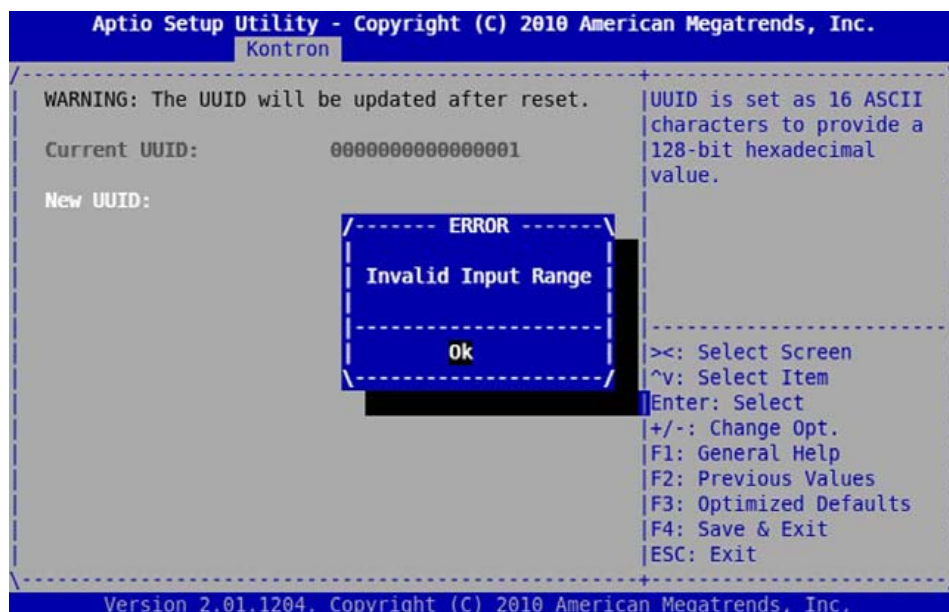 Aptio Setup Utility - Copyright (C) 2010 American Megatrends, Inc.
Kontron
WARNING: The UUID will be updated after reset.
Current UUID: 0000000000000001
New UUID:
ERROR
Invalid Input Range
Ok
UUID is set as 16 ASCII
characters to provide a
128-bit hexadecimal
value.
><: Select Screen
^v: Select Item
Enter: Select
+/-: Change Opt.
F1: General Help
F2: Previous Values
F3: Optimized Defaults
F4: Save & Exit
ESC: Exit
Version 2.01.1204. Copyright (C) 2010 American Megatrends, Inc.